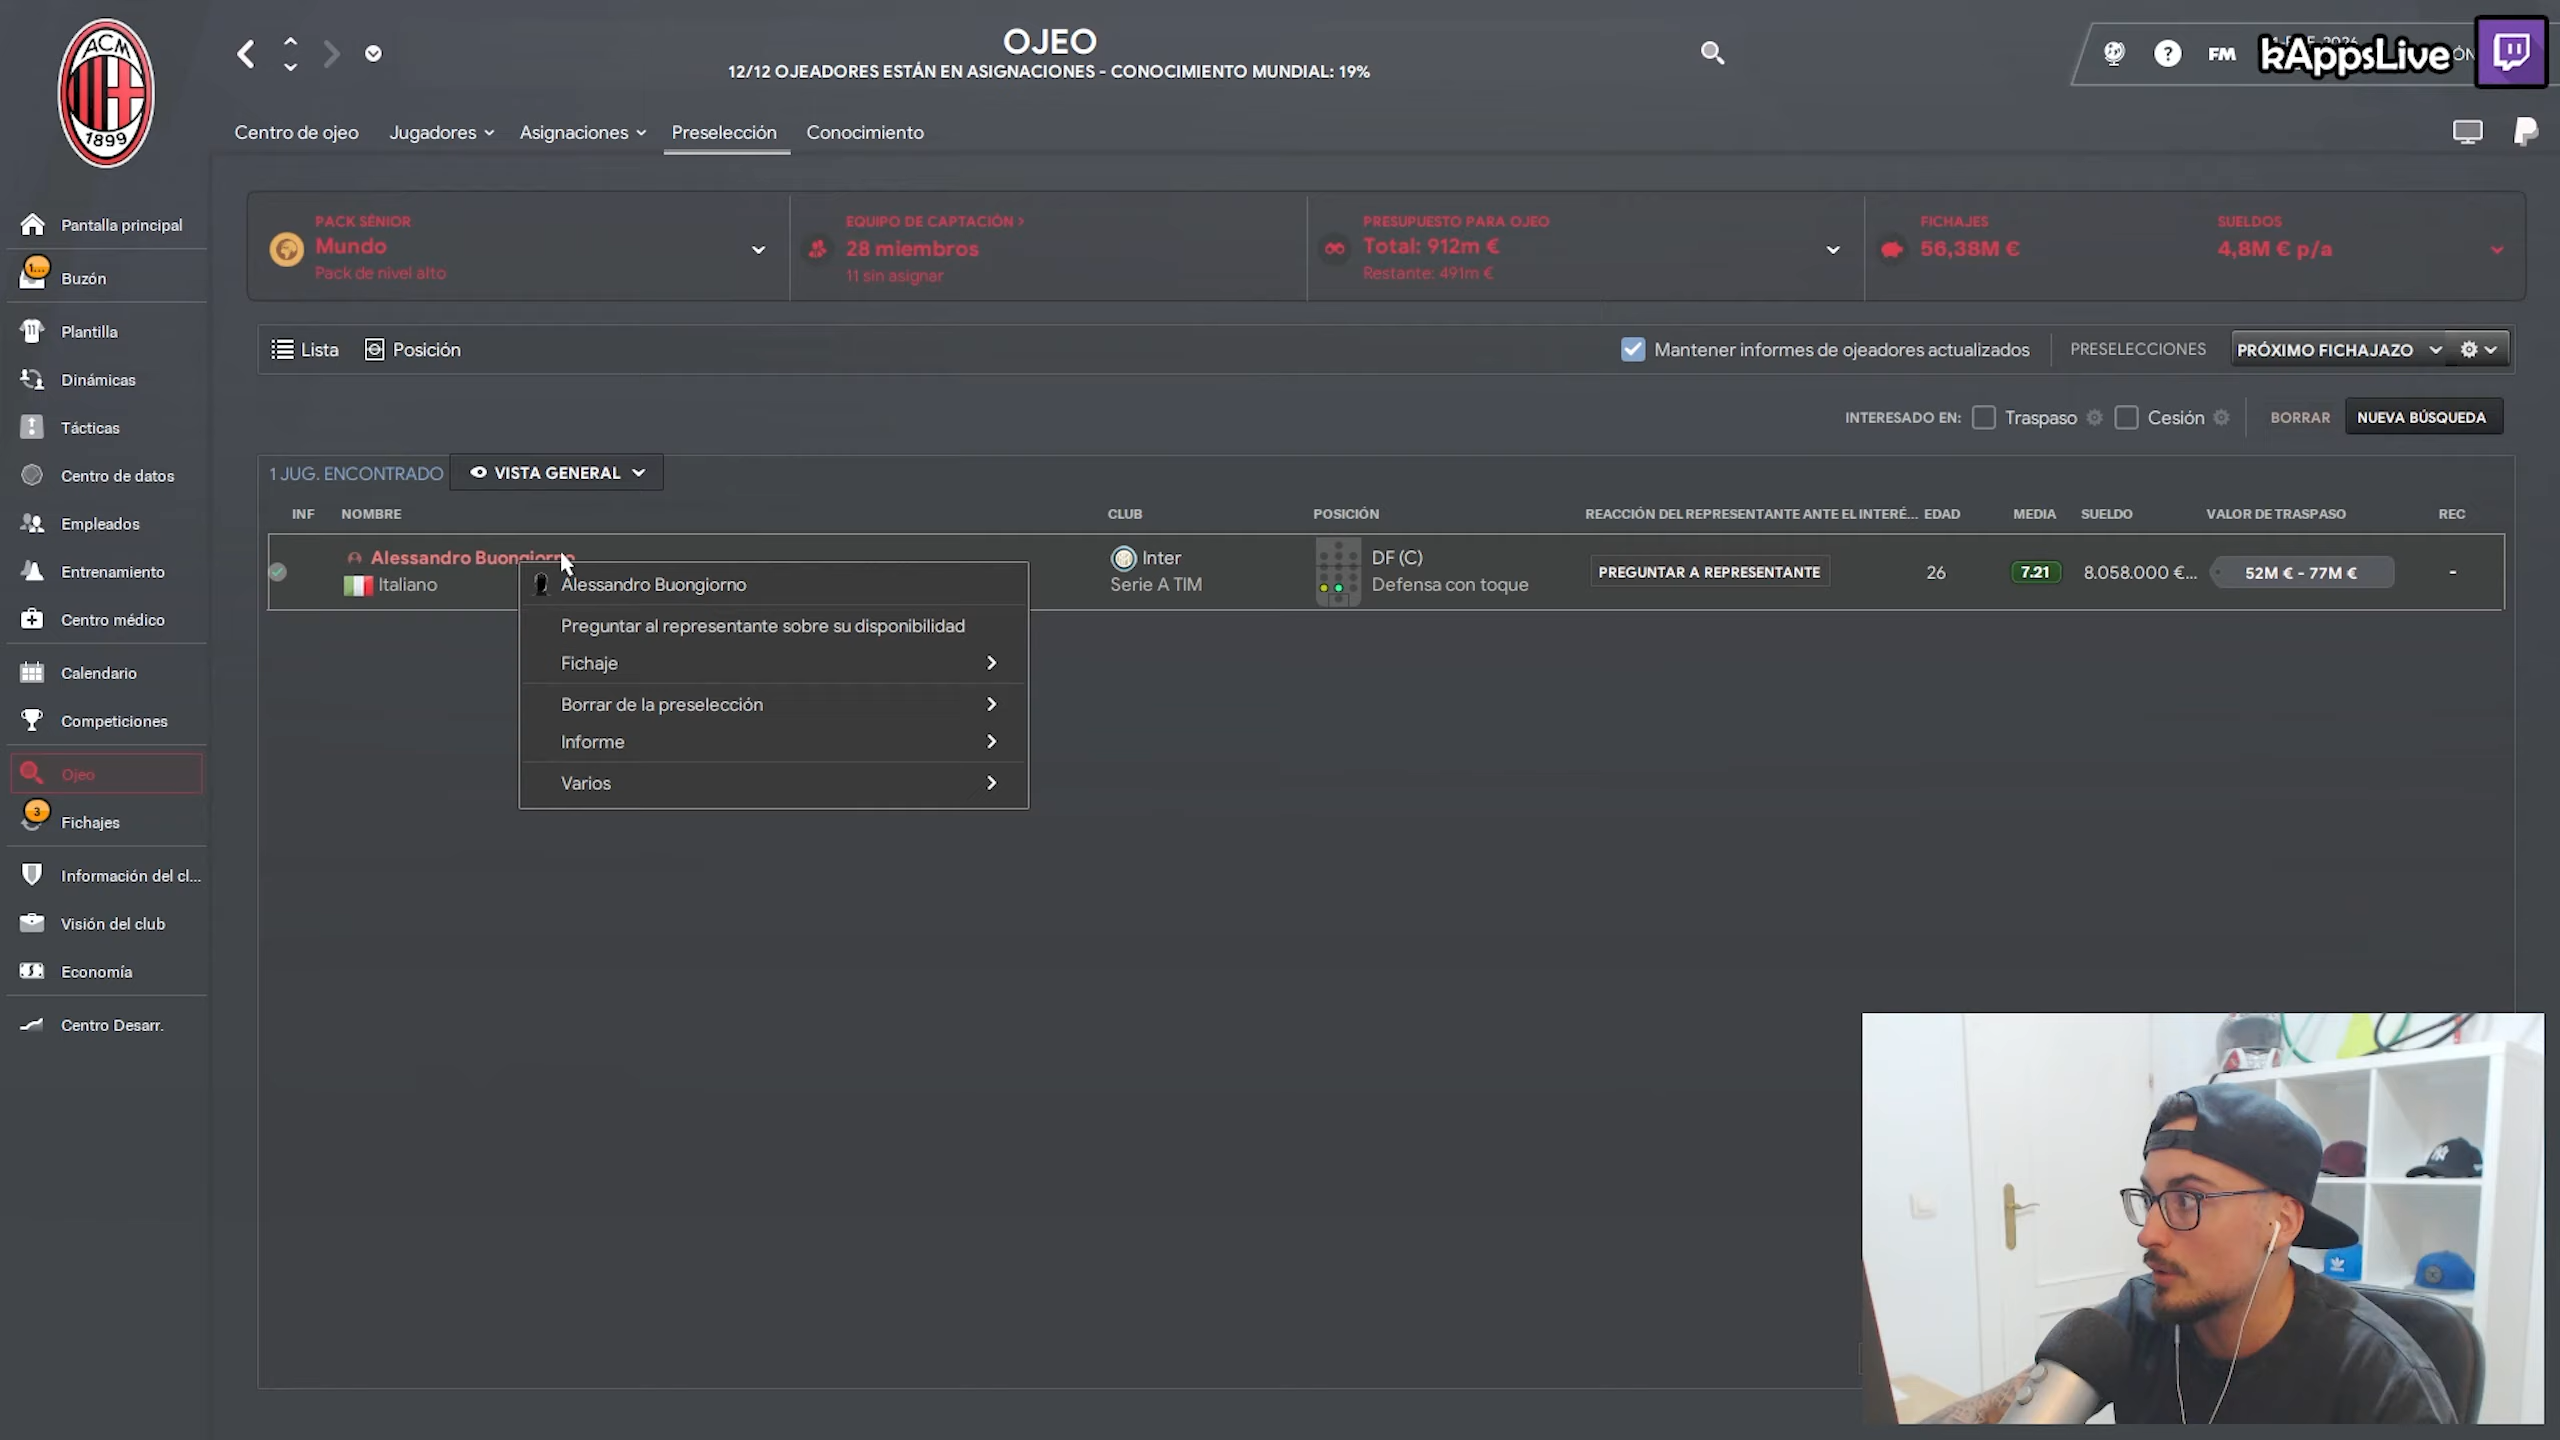 ACM
1899
OJEO
12/12 OJEADORES ESTÁN EN ASIGNACIONES - CONOCIMIENTO MUNDIAL: 19%
FM
kAppsLive
Centro de ojeo
Jugadores
Asignaciones
Preselección
Conocimiento
Pantalla principal
1...
Buzón
11
Plantilla
Dinámicas
Tácticas
Centro de datos
Empleados
Entrenamiento
Centro médico
Calendario
Competiciones
Ojeo
3
Fichajes
Información del cl...
Visión del club
Economía
Centro Desarr.
PACK SÉNIOR
Mundo
Pack de nivel alto
EQUIPO DE CAPTACIÓN >
28 miembros
11 sin asignar
PRESUPUESTO PARA OJEO
Total: 912m €
Restante: 491m €
FICHAJES
56,38M €
SUELDOS
4,8M € p/a
Lista
Posición
Mantener informes de ojeadores actualizados
PRESELECCIONES
PRÓXIMO FICHAJAZO
INTERESADO EN:
Traspaso
Cesión
BORRAR
NUEVA BÚSQUEDA
1 JUG. ENCONTRADO
VISTA GENERAL
INF
NOMBRE
CLUB
POSICIÓN
REACCIÓN DEL REPRESENTANTE ANTE EL INTERÉ...
EDAD
MEDIA
SUELDO
VALOR DE TRASPASO
REC
Alessandro Buongiorno
Italiano
Inter
Serie A TIM
DF (C)
Defensa con toque
PREGUNTAR A REPRESENTANTE
26
7.21
8.058.000 €...
52M € - 77M €
-
Alessandro Buongiorno
Preguntar al representante sobre su disponibilidad
Fichaje
Borrar de la preselección
Informe
Varios